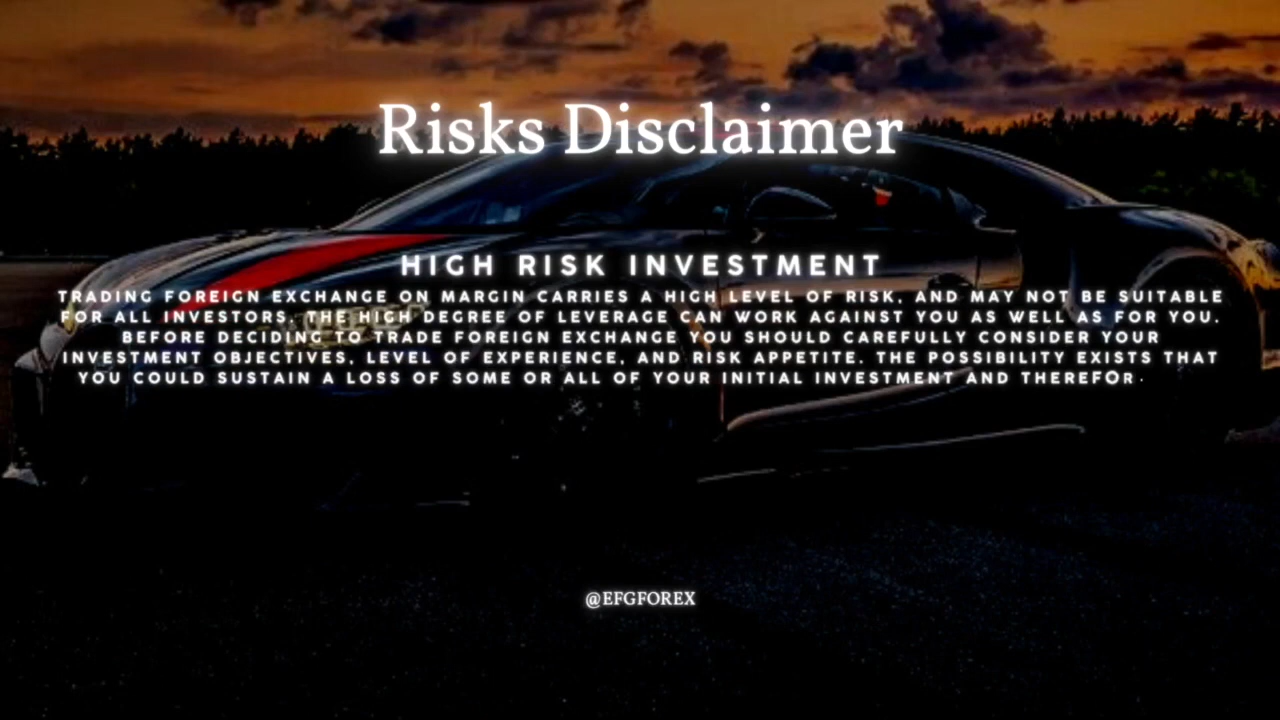 Risks Disclaimer
HIGH RISK INVESTMENT
TRADING FOREIGN EXCHANGE ON MARGIN CARRIES A HIGH LEVEL OF RISK, AND MAY NOT BE SUITABLE
FOR ALL INVESTORS. THE HIGH DEGREE OF LEVERAGE CAN WORK AGAINST YOU AS WELL AS FOR YOU.
BEFORE DECIDING TO TRADE FOREIGN EXCHANGE YOU SHOULD CAREFULLY CONSIDER YOUR
INVESTMENT OBJECTIVES, LEVEL OF EXPERIENCE, AND RISK APPETITE. THE POSSIBILITY EXISTS THAT
YOU COULD SUSTAIN A LOSS OF SOME OR ALL OF YOUR INITIAL INVESTMENT AND THEREFOR.
@EFGFOREX